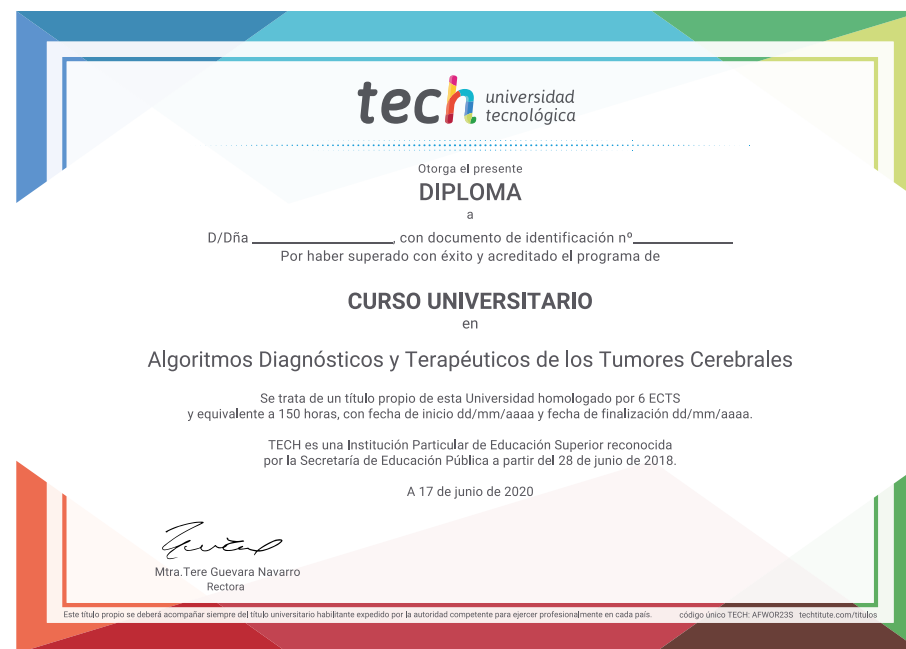 tech universidad
tecnológica
Otorga el presente
DIPLOMA
a
D/Dña ____________________, con documento de identificación nº______________
Por haber superado con éxito y acreditado el programa de
CURSO UNIVERSITARIO
en
Algoritmos Diagnósticos y Terapéuticos de los Tumores Cerebrales
Se trata de un título propio de esta Universidad homologado por 6 ECTS
y equivalente a 150 horas, con fecha de inicio dd/mm/aaaa y fecha de finalización dd/mm/aaaa.
TECH es una Institución Particular de Educación Superior reconocida
por la Secretaría de Educación Pública a partir del 28 de junio de 2018.
A 17 de junio de 2020
Mtra.Tere Guevara Navarro
Rectora
Este título propio se deberá acompañar siempre del título universitario habilitante expedido por la autoridad competente para ejercer profesionalmente en cada país. código único TECH: AFWOR23S techtitute.com/titulos